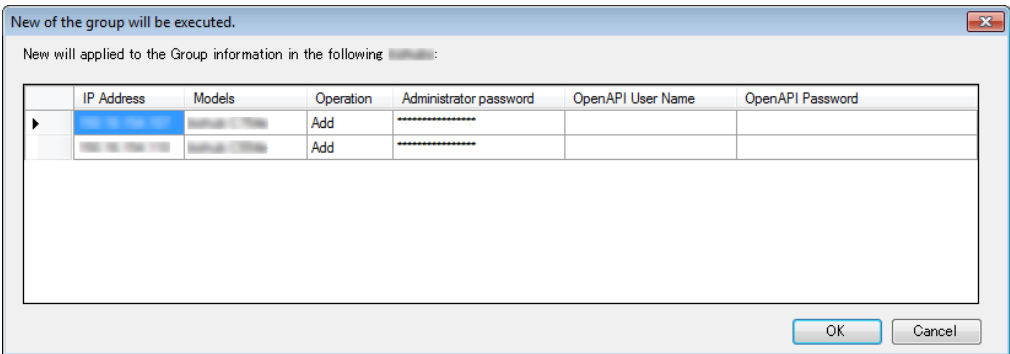 New of the group will be executed.
New will applied to the Group information in the following :
IP Address Models Operation Administrator password OpenAPI User Name OpenAPI Password
Add ****************
Add ****************
OK Cancel